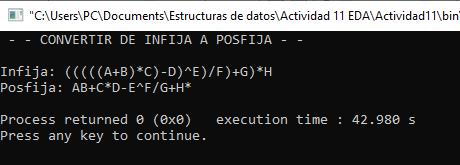 "C:\Users\PC\Documents\Estructuras de datos\Actividad 11 EDA\Actividad11\bin\
- - CONVERTIR DE INFIJA A POSFIJA - -
Infija: (((((A+B)*C)-D)^E)/F)+G)*H
Posfija: AB+C*D-E^F/G+H*
Process returned 0 (0x0)   execution time : 42.980 s
Press any key to continue.